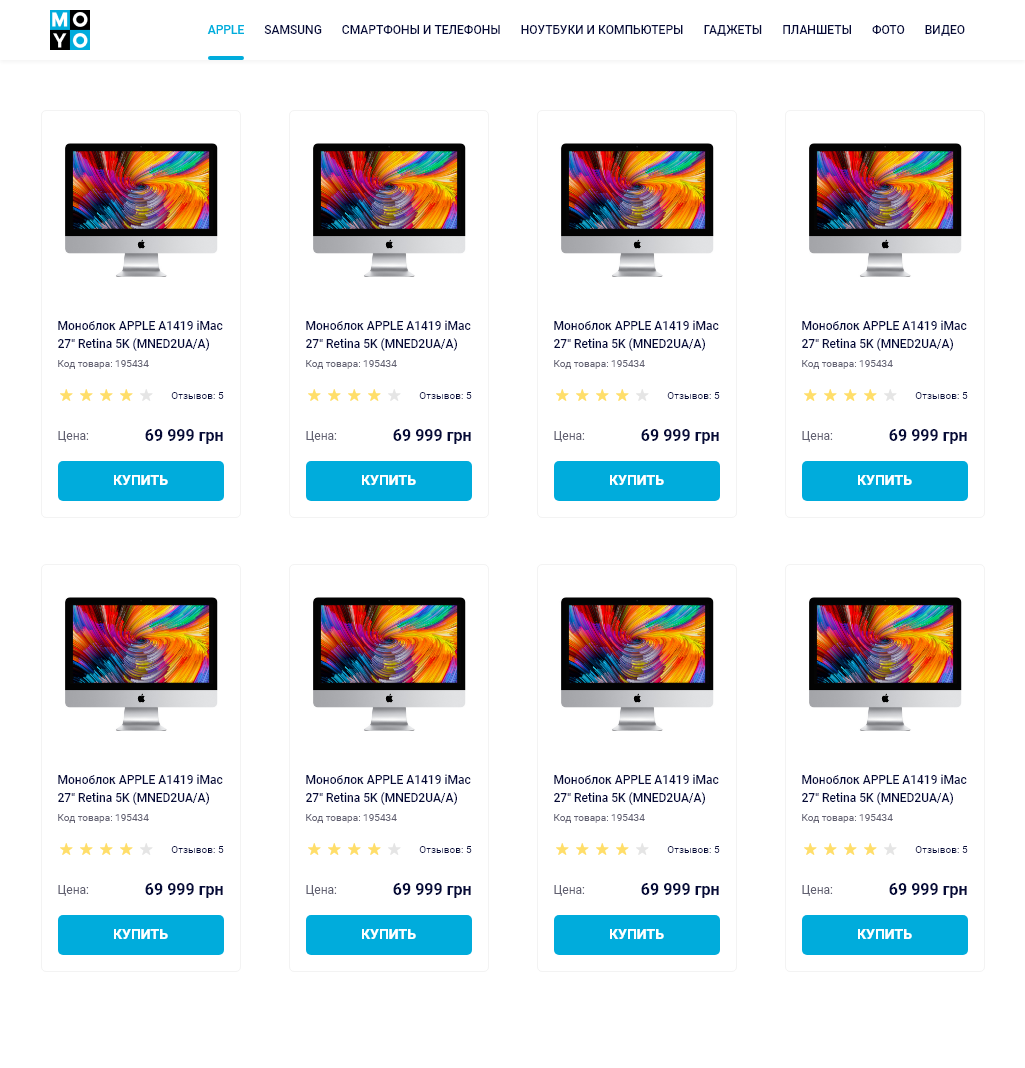 MO
YO
APPLE SAMSUNG СМАРТФОНЫ И ТЕЛЕФОНЫ НОУТБУКИ И КОМПЬЮТЕРЫ ГАДЖЕТЫ ПЛАНШЕТЫ ФОТО ВИДЕО
Моноблок APPLE A1419 iMac Моноблок APPLE A1419 iMac Моноблок APPLE A1419 iMac Моноблок APPLE A1419 iMac
27" Retina 5K (MNED2UA/A) 27" Retina 5K (MNED2UA/A) 27" Retina 5K (MNED2UA/A) 27" Retina 5K (MNED2UA/A)
Код товара: 195434 Код товара: 195434 Код товара: 195434 Код товара: 195434
Отзывов: 5 Отзывов: 5 Отзывов: 5 Отзывов: 5
Цена: 69 999 грн Цена: 69 999 грн Цена: 69 999 грн Цена: 69 999 грн
КУПИТЬ КУПИТЬ КУПИТЬ КУПИТЬ
Моноблок APPLE A1419 iMac Моноблок APPLE A1419 iMac Моноблок APPLE A1419 iMac Моноблок APPLE A1419 iMac
27" Retina 5K (MNED2UA/A) 27" Retina 5K (MNED2UA/A) 27" Retina 5K (MNED2UA/A) 27" Retina 5K (MNED2UA/A)
Код товара: 195434 Код товара: 195434 Код товара: 195434 Код товара: 195434
Отзывов: 5 Отзывов: 5 Отзывов: 5 Отзывов: 5
Цена: 69 999 грн Цена: 69 999 грн Цена: 69 999 грн Цена: 69 999 грн
КУПИТЬ КУПИТЬ КУПИТЬ КУПИТЬ